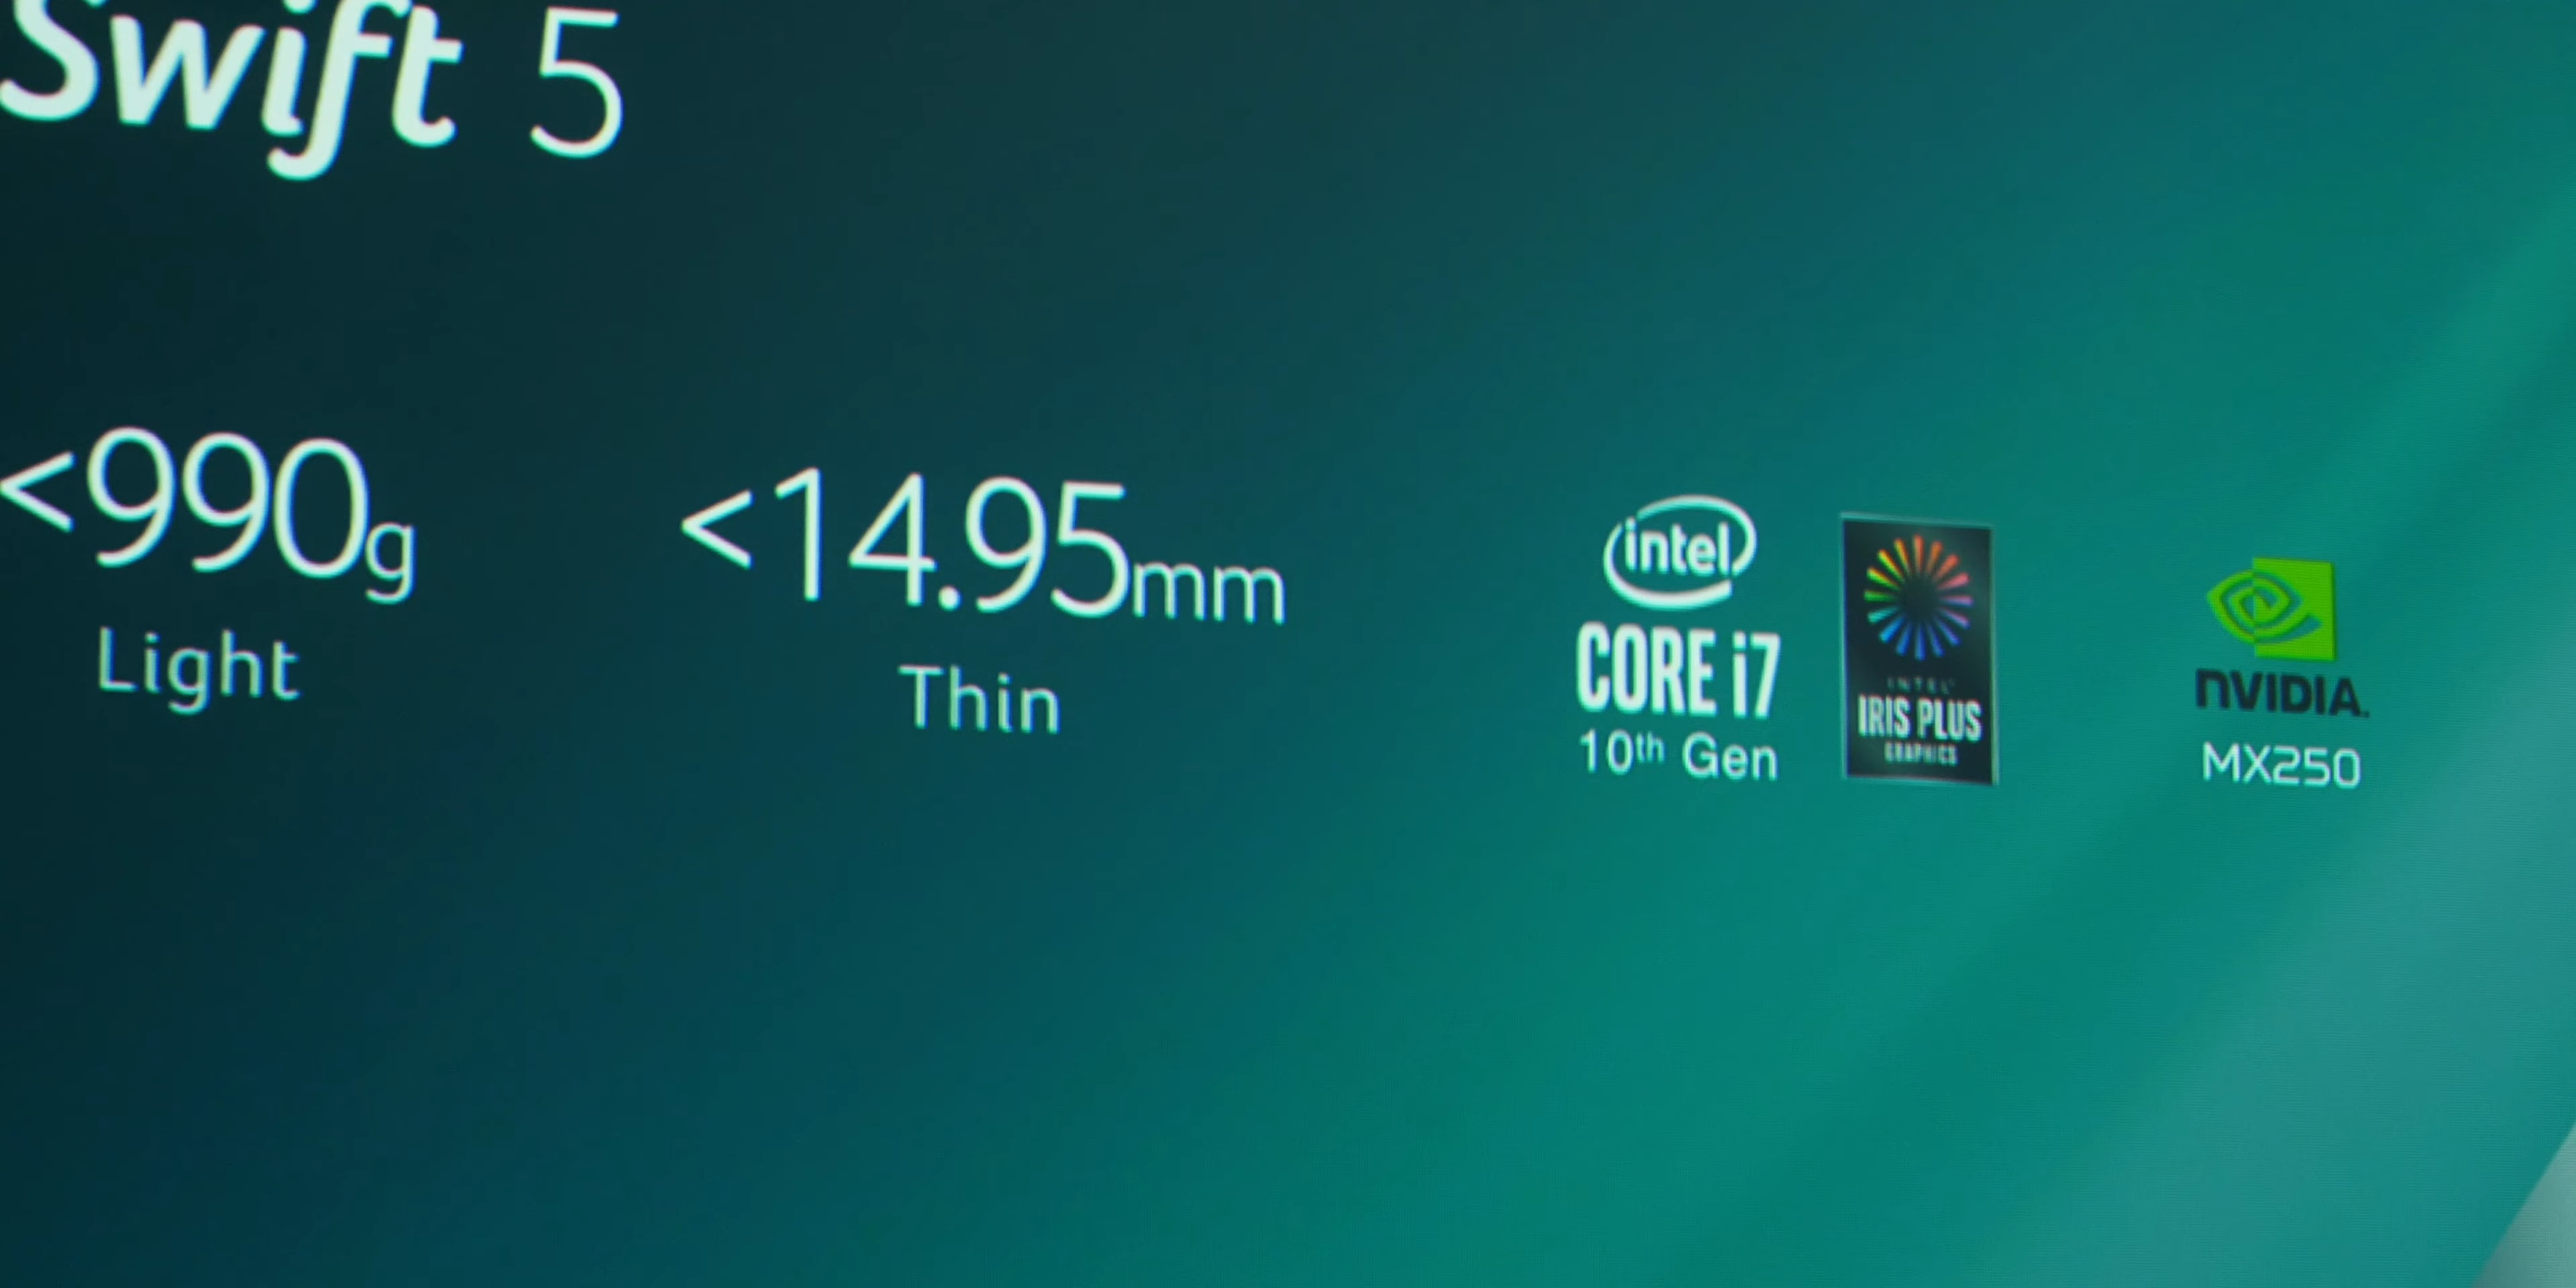 Swift 5
<990g
Light
<14.95mm
Thin
intel
CORE i7
10th Gen
INTEL
IRIS PLUS
GRAPHICS
NVIDIA.
MX250